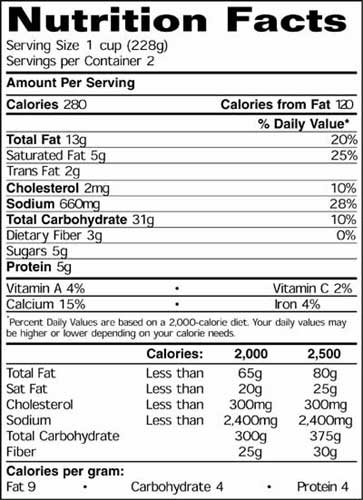 Nutrition Facts
Serving Size 1 cup (228g)
Servings per Container 2
Amount Per Serving
Calories 280 Calories from Fat 120
% Daily Value*
Total Fat 13g 20%
Saturated Fat 5g 25%
Trans Fat 2g
Cholesterol 2mg 10%
Sodium 660mg 28%
Total Carbohydrate 31g 10%
Dietary Fiber 3g 0%
Sugars 5g
Protein 5g
Vitamin A 4% • Vitamin C 2%
Calcium 15% • Iron 4%
*Percent Daily Values are based on a 2,000-calorie diet. Your daily values may
be higher or lower depending on your calorie needs.
Calories: 2,000 2,500
Total Fat Less than 65g 80g
Sat Fat Less than 20g 25g
Cholesterol Less than 300mg 300mg
Sodium Less than 2,400mg 2,400mg
Total Carbohydrate 300g 375g
Fiber 25g 30g
Calories per gram:
Fat 9 • Carbohydrate 4 • Protein 4